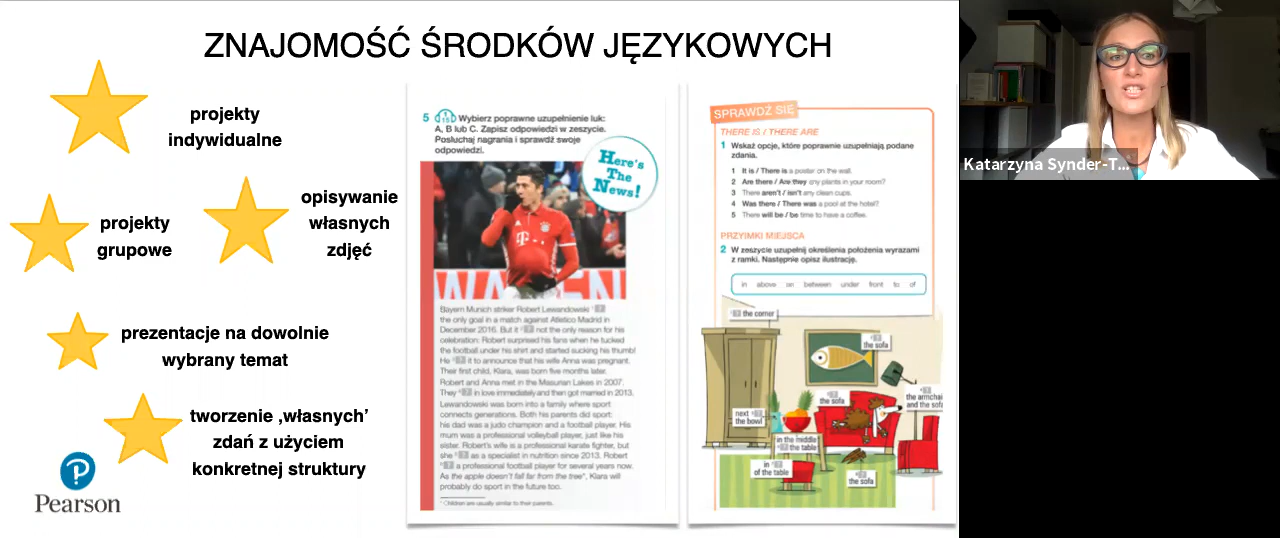 ZNAJOMOŚĆ ŚRODKÓW JĘZYKOWYCH
projekty
indywidualne
opisywanie
własnych
zdjęć
projekty
grupowe
prezentacje na dowolnie
wybrany temat
tworzenie ‚własnych’
zdań z użyciem
konkretnej struktury
Pearson
5 Wybierz poprawne uzupełnienie luk:
A, B lub C. Zapisz odpowiedzi w zeszycie.
Posłuchaj nagrania i sprawdź swoje
odpowiedzi.
Here's
The
News!
Bayern Munich striker Robert Lewandowski
the only goal in a match against Atletico Madrid in
December 2016. But it not the only reason for his
celebration: Robert surprised his fans when he tucked
the football under his shirt and started sucking his thumb!
He it to announce that his wife Anna was pregnant.
Their first child, Klara, was born five months later.
Robert and Anna met in the Masurian Lakes in 2007.
They in love immediately and then got married in 2013.
Lewandowski was born into a family where sport
connects generations. Both his parents did sport:
his dad was a judo champion and a football player. His
mum was a professional volleyball player, just like his
sister. Robert's wife is a professional karate fighter, but
she as a specialist in nutrition since 2013. Robert
a professional football player for several years now.
As the apple doesn't fall far from the tree*, Klara will
probably do sport in the future too.
* Children are usually similar to their parents.
SPRAWDŹ SIĘ
THERE IS / THERE ARE
1 Wskaż opcje, które poprawnie uzupełniają podane
zdania.
1 It is / There is a poster on the wall.
2 Are there / Are they any plants in your room?
3 There aren't / isn't any clean cups.
4 Was there / There was a pool at the hotel?
5 There will be / be time to have a coffee.
PRZYIMKI MIEJSCA
2 W zeszycie uzupełnij określenia położenia wyrazami
z ramki. Następnie opisz ilustrację.
in above on between under front to of
the corner
the sofa
the sofa
the armchai
and the sofa
next
the bowl
in the middle
the table
in
of the table
the sofa
Katarzyna Synder-T...